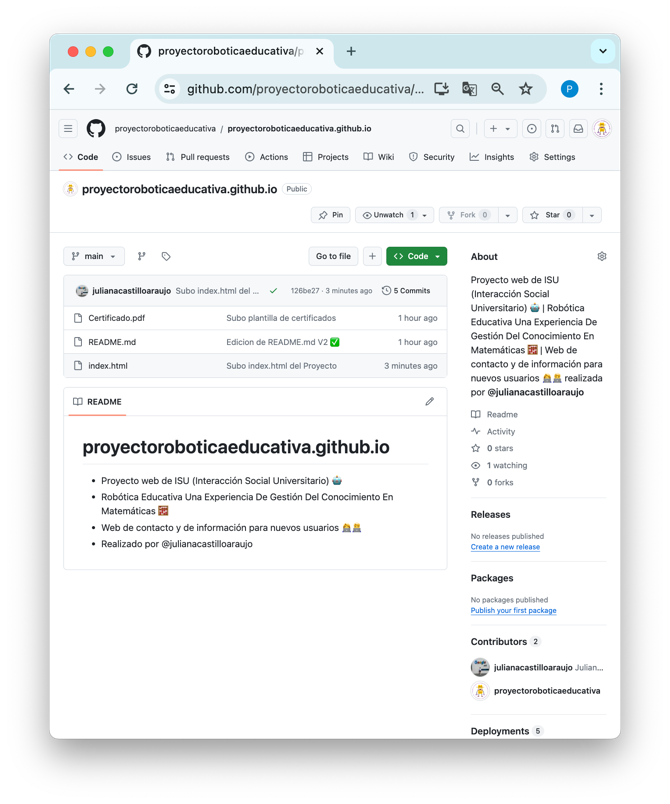 proyectoroboticaeducativa/p
github.com/proyectoroboticaeducativa/...
P
proyectoroboticaeducativa / proyectoroboticaeducativa.github.io
Code Issues Pull requests Actions Projects Wiki Security Insights Settings
proyectoroboticaeducativa.github.io Public
Pin Unwatch 1 Fork 0 Star 0
main Go to file Code
julianacastilloaraujo Subo index.html del ... 126be27 · 3 minutes ago 5 Commits
Certificado.pdf Subo plantilla de certificados 1 hour ago
README.md Edicion de README.md V2 ✅ 1 hour ago
index.html Subo index.html del Proyecto 3 minutes ago
README
proyectoroboticaeducativa.github.io
• Proyecto web de ISU (Interacción Social Universitario) 🤖
• Robótica Educativa Una Experiencia De Gestión Del Conocimiento En
Matemáticas 🧮
• Web de contacto y de información para nuevos usuarios 🙋👨‍💻
• Realizado por @julianacastilloaraujo
About
Proyecto web de ISU
(Interacción Social
Universitario) 🤖 | Robótica
Educativa Una Experiencia De
Gestión Del Conocimiento En
Matemáticas 🧮 | Web de
contacto y de información para
nuevos usuarios 🙋👨‍💻 realizada
por @julianacastilloaraujo
Readme
Activity
0 stars
1 watching
0 forks
Releases
No releases published
Create a new release
Packages
No packages published
Publish your first package
Contributors 2
julianacastilloaraujo Julian...
proyectoroboticaeducativa
Deployments 5